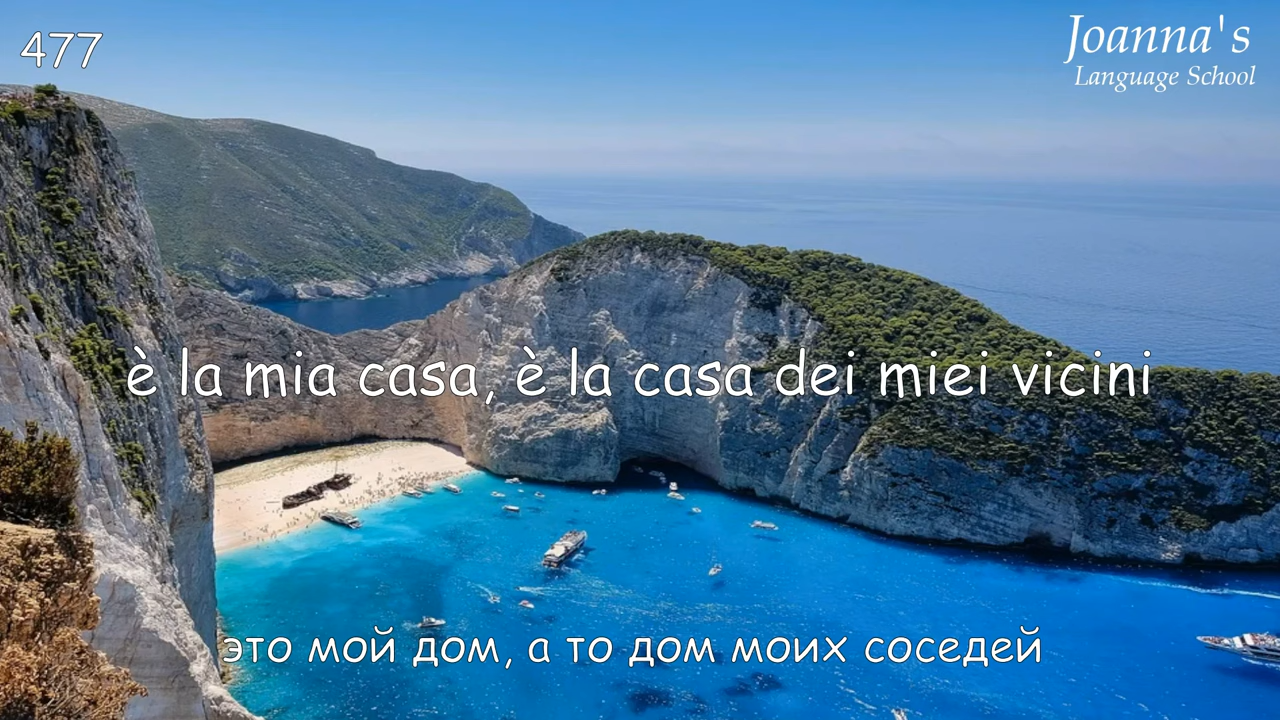 477
Joanna's
Language School
è la mia casa, è la casa dei miei vicini
это мой дом, а то дом моих соседей